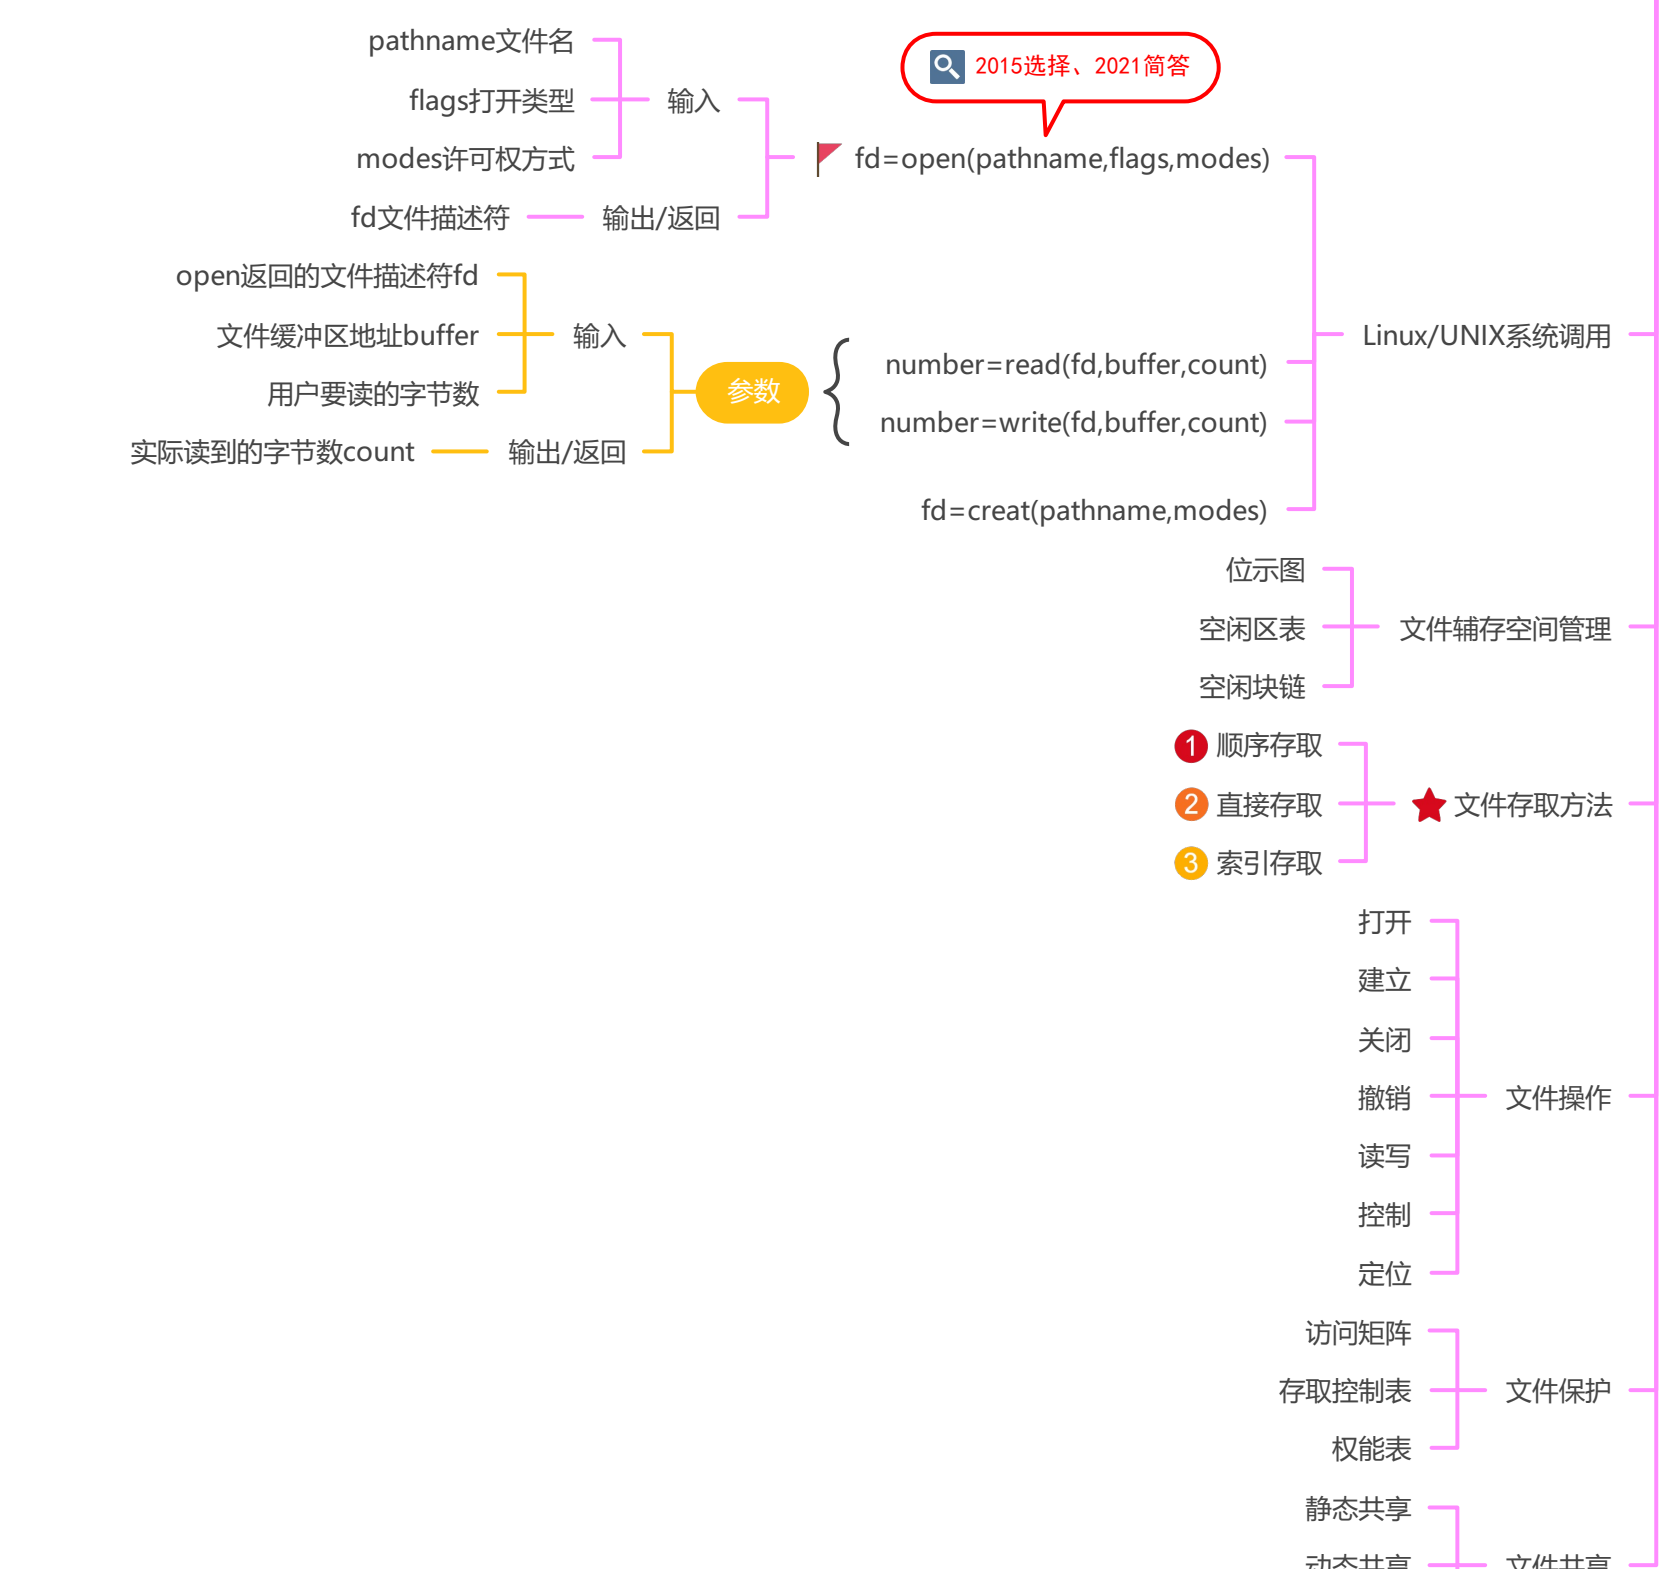 pathname文件名
flags打开类型
modes许可权方式
输入
fd文件描述符
输出/返回
2015选择、2021简答
fd=open(pathname,flags,modes)
open返回的文件描述符fd
文件缓冲区地址buffer
用户要读的字节数
输入
实际读到的字节数count
输出/返回
参数
number=read(fd,buffer,count)
number=write(fd,buffer,count)
fd=creat(pathname,modes)
Linux/UNIX系统调用
位示图
空闲区表
空闲块链
文件辅存空间管理
1 顺序存取
2 直接存取
3 索引存取
文件存取方法
打开
建立
关闭
撤销
读写
控制
定位
文件操作
访问矩阵
存取控制表
权能表
文件保护
静态共享
动态共享
文件共享